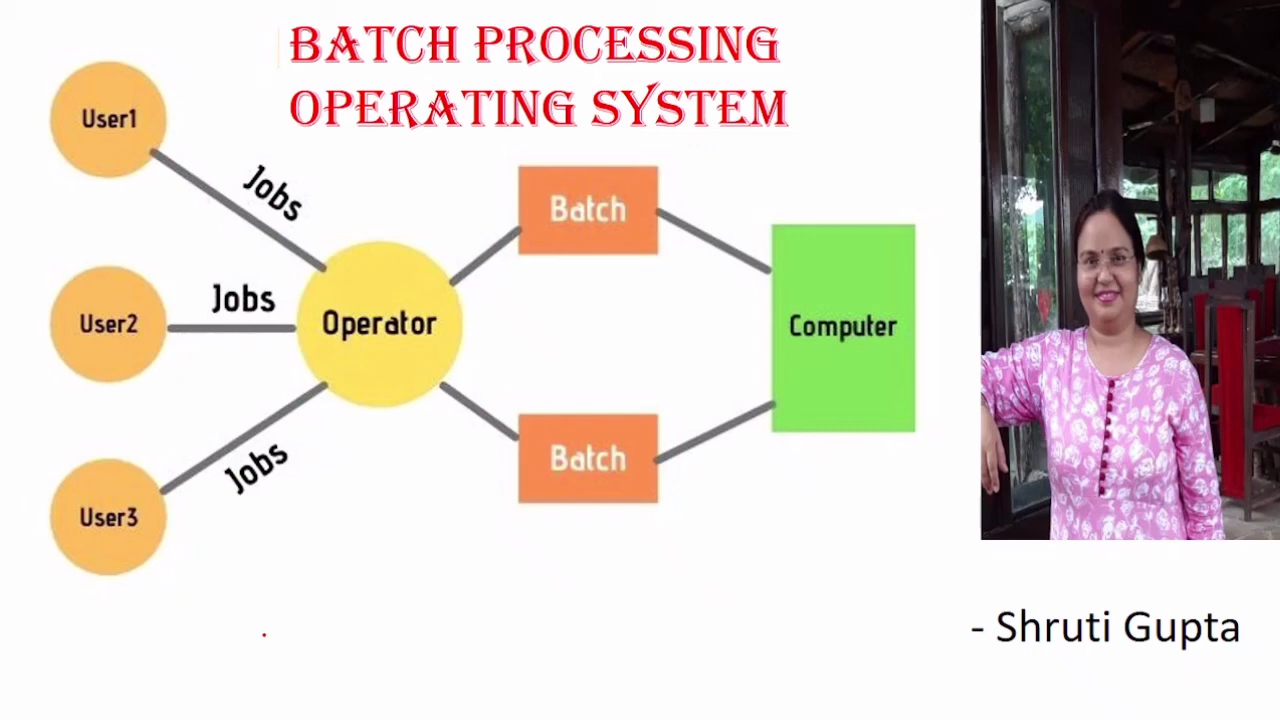 BATCH PROCESSING
OPERATING SYSTEM
User1
Jobs
Batch
User2
Jobs
Operator
Computer
User3
Jobs
Batch
- Shruti Gupta